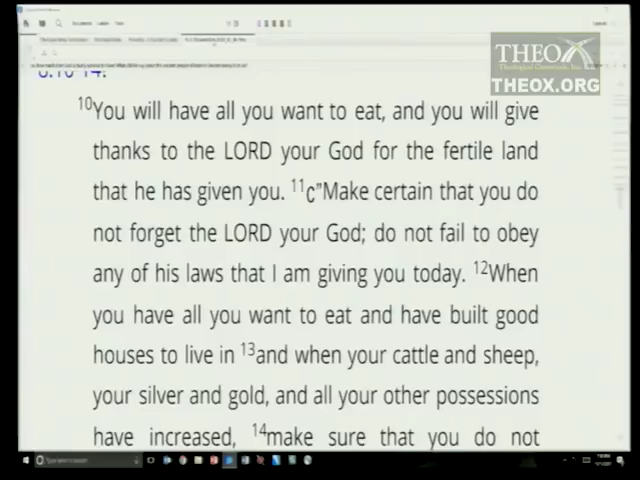 THEOX
THEOX.ORG
8:10-14:
10You will have all you want to eat, and you will give
thanks to the LORD your God for the fertile land
that he has given you. 11c”Make certain that you do
not forget the LORD your God; do not fail to obey
any of his laws that I am giving you today. 12When
you have all you want to eat and have built good
houses to live in 13and when your cattle and sheep,
your silver and gold, and all your other possessions
have increased, 14make sure that you do not